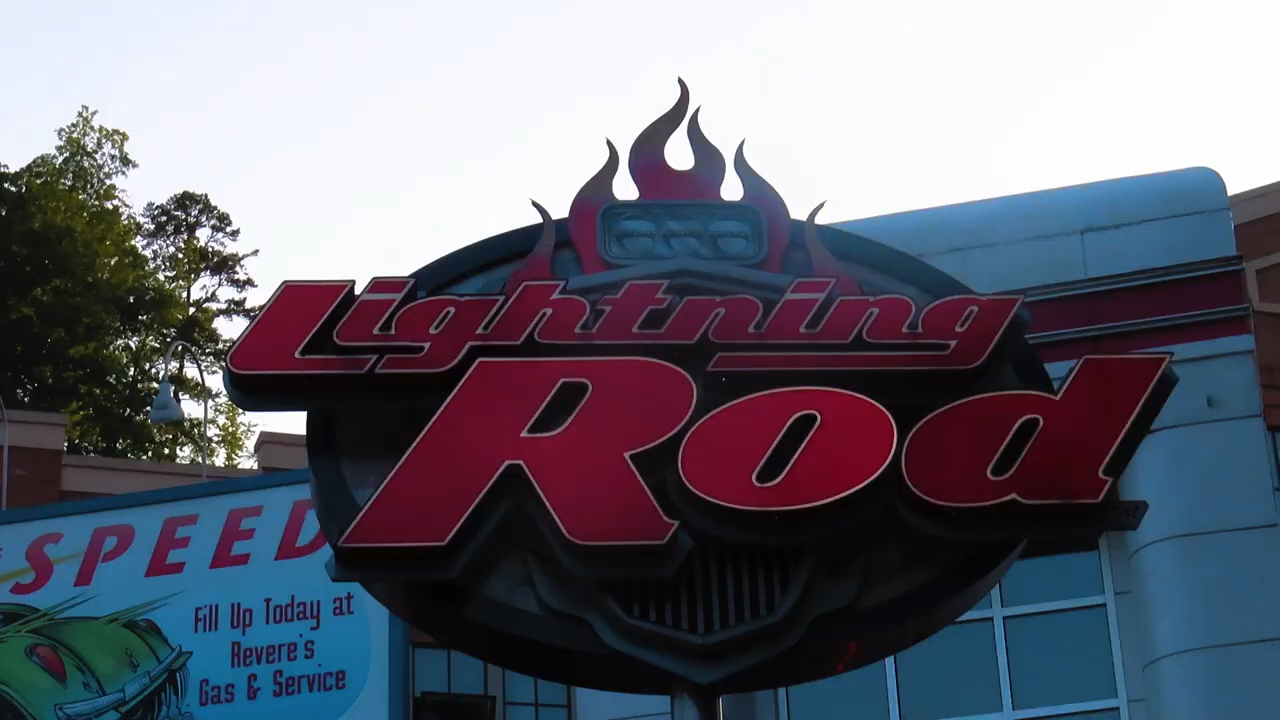 Lightning
Rod
SPEED
Fill Up Today at
Revere's
Gas & Service